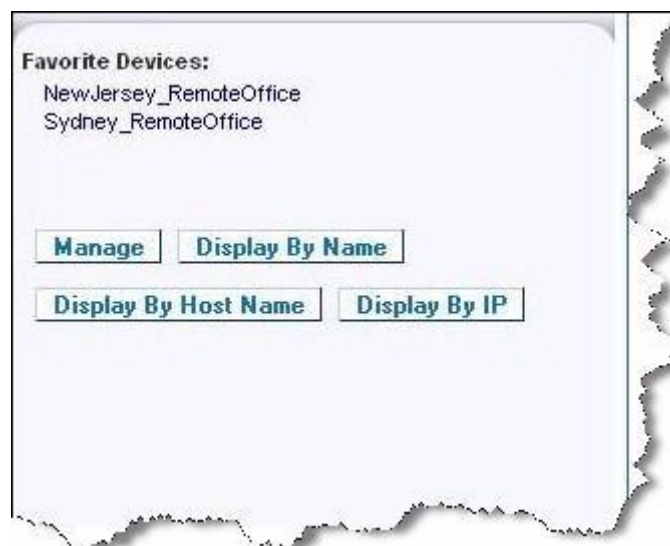 Favorite Devices:
NewJersey_RemoteOffice
Sydney_RemoteOffice
Manage Display By Name
Display By Host Name Display By IP